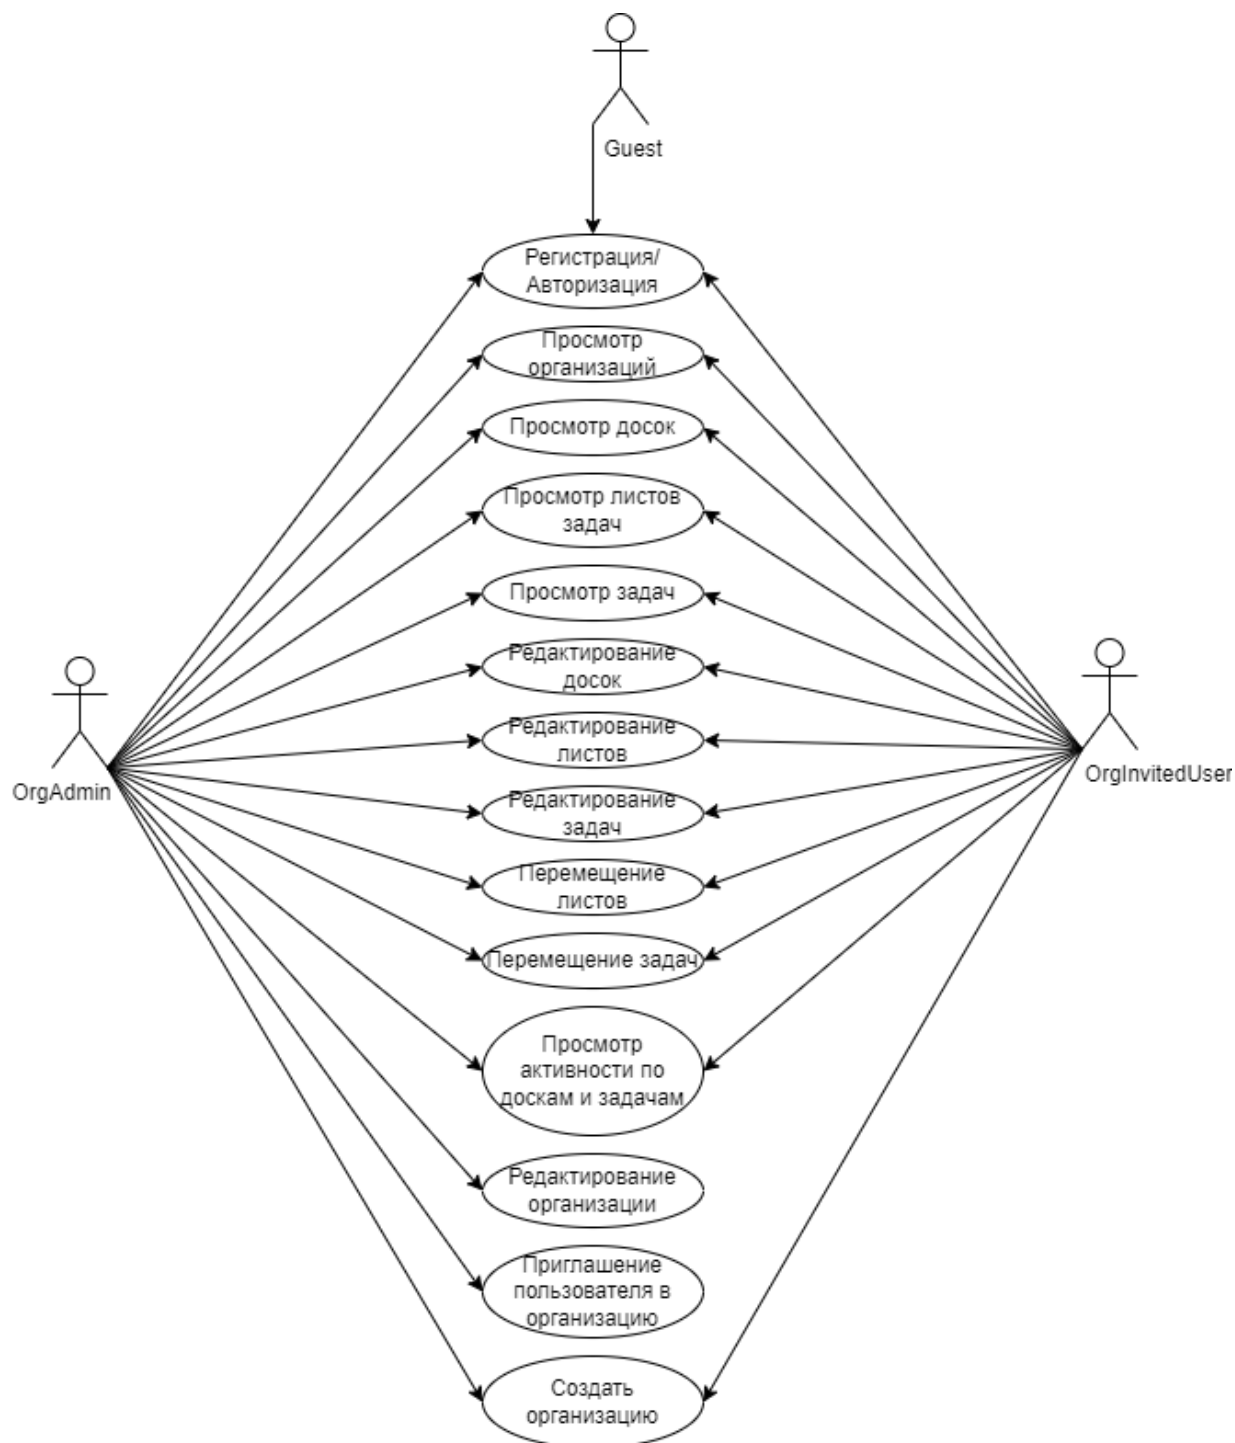 Guest
Регистрация/
Авторизация
Просмотр
организаций
Просмотр досок
Просмотр листов
задач
Просмотр задач
Редактирование
досок
Редактирование
листов
Редактирование
задач
Перемещение
листов
Перемещение задач
Просмотр
активности по
доскам и задачам
Редактирование
организации
Приглашение
пользователя в
организацию
Создать
организацию
OrgAdmin
OrgInvitedUser